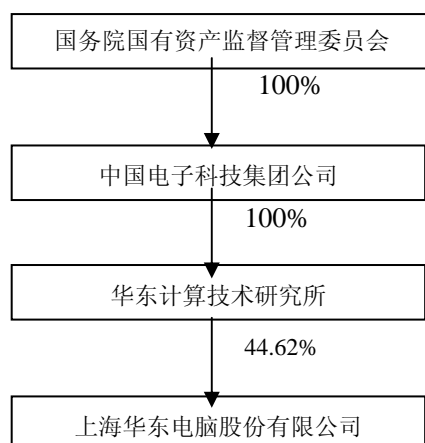 国务院国有资产监督管理委员会
100%
中国电子科技集团公司
100%
华东计算技术研究所
44.62%
上海华东电脑股份有限公司